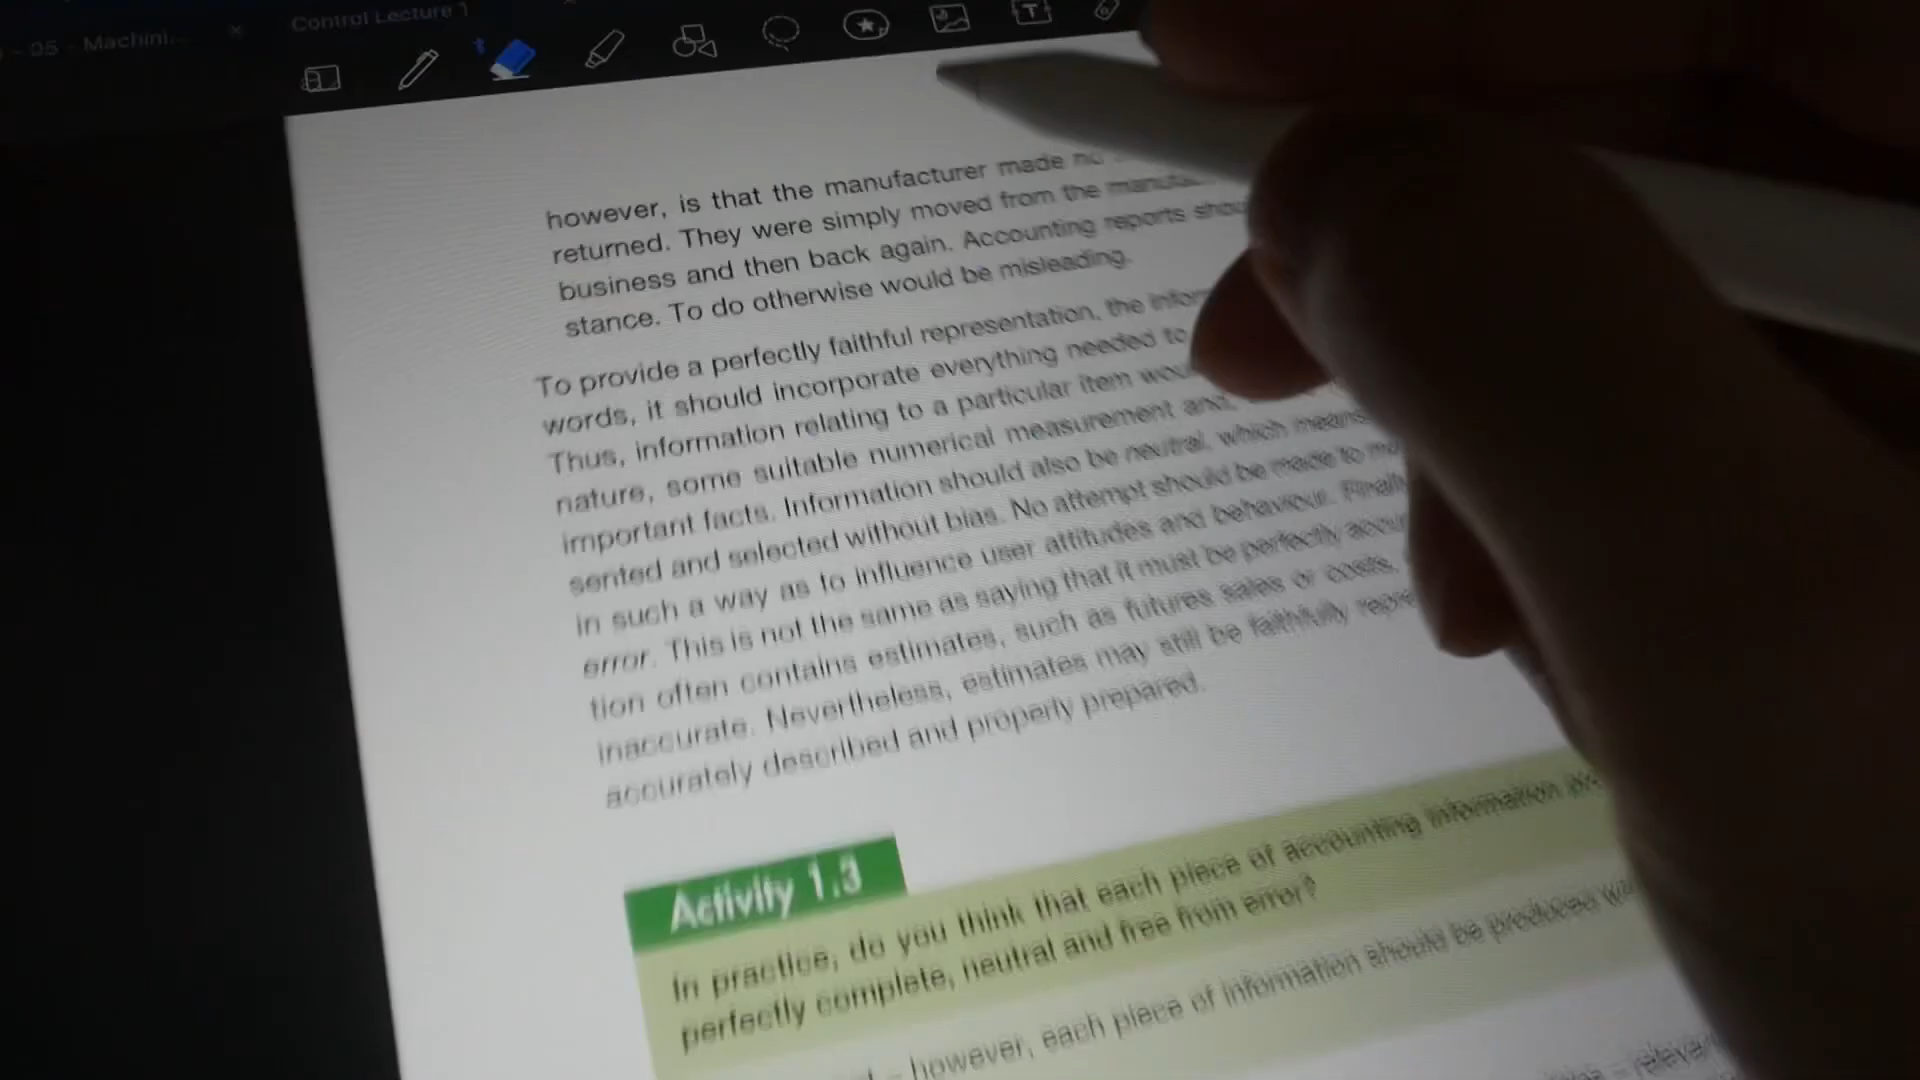 - 05 - Machini...
Control Lecture 1
however, is that the manufacturer made no
returned. They were simply moved from the
business and then back again. Accounting reports
stance. To do otherwise would be misleading.
To provide a perfectly faithful representation, the
words, it should incorporate everything needed to
Thus, information relating to a particular item
nature, some suitable numerical measurement and,
important facts. Information should also be neutral, which means
sented and selected without bias. No attempt should be made to
in such a way as to influence user attitudes and behaviour. Finally
error. This is not the same as saying that it must be perfectly
tion often contains estimates, such as futures sales or costs,
inaccurate. Nevertheless, estimates may still be faithfully
accurately described and properly prepared.
Activity 1.3
In practice, do you think that each piece of accounting information
perfectly complete, neutral and free from error?
– however, each piece of information should be produced